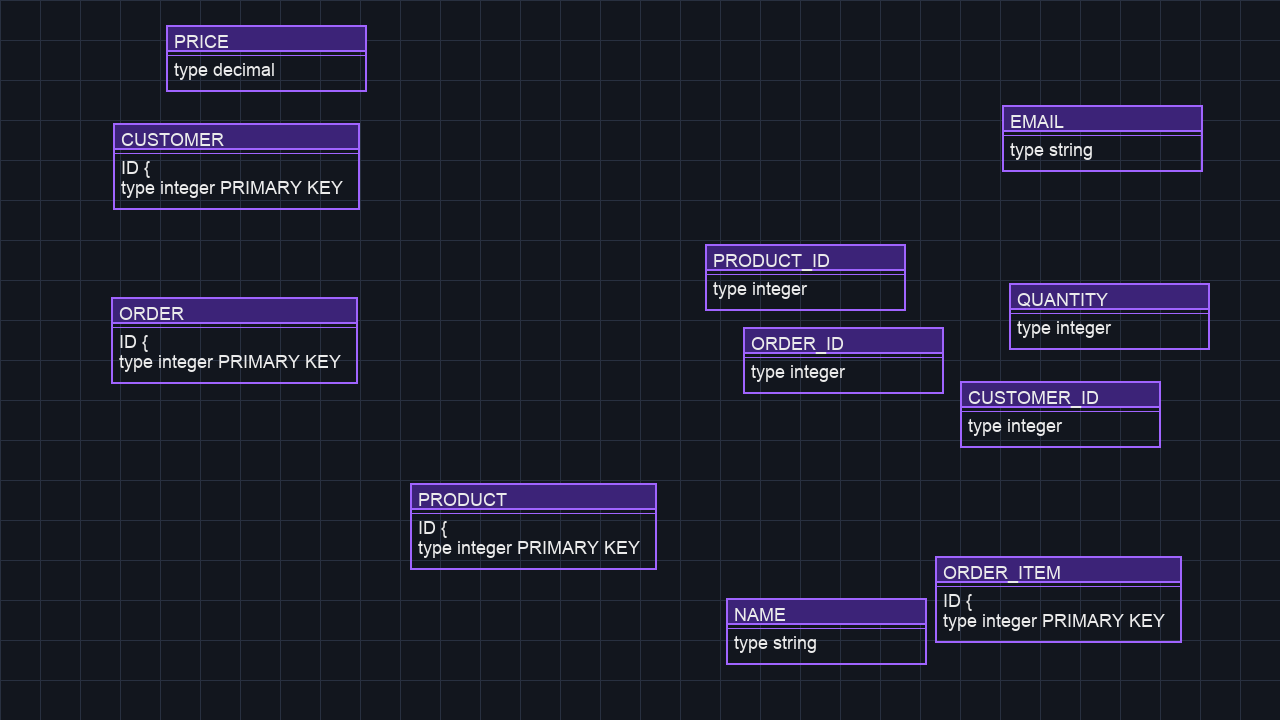 PRICE
type decimal
CUSTOMER
ID {
type integer PRIMARY KEY
EMAIL
type string
PRODUCT_ID
type integer
QUANTITY
type integer
ORDER
ID {
type integer PRIMARY KEY
ORDER_ID
type integer
CUSTOMER_ID
type integer
PRODUCT
ID {
type integer PRIMARY KEY
ORDER_ITEM
ID {
type integer PRIMARY KEY
NAME
type string